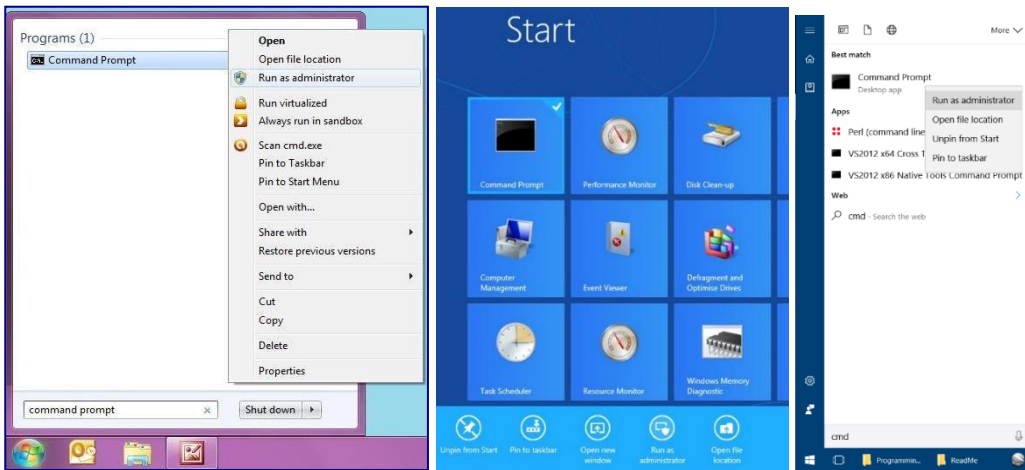 Programs (1)
Command Prompt
Open
Open file location
Run as administrator
Run virtualized
Always run in sandbox
Scan cmd.exe
Pin to Taskbar
Pin to Start Menu
Open with...
Share with
Restore previous versions
Send to
Cut
Copy
Delete
Properties
command prompt
Shut down
Start
Command Prompt
Performance Monitor
Disk Clean-up
Computer
Management
Event Viewer
Defragment and
Optimise Drives
Task Scheduler
Resource Monitor
Windows Memory
Diagnostic
Unpin from Start
Pin to taskbar
Open new
window
Run as
administrator
Open file
location
More
Best match
Command Prompt
Desktop app
Run as administrator
Open file location
Unpin from Start
Pin to taskbar
Apps
Perl (command line
VS2012 x64 Cross T
VS2012 x86 Native Tools Command Prompt
Web
cmd - Search the web
cmd
Programmin...
ReadMe